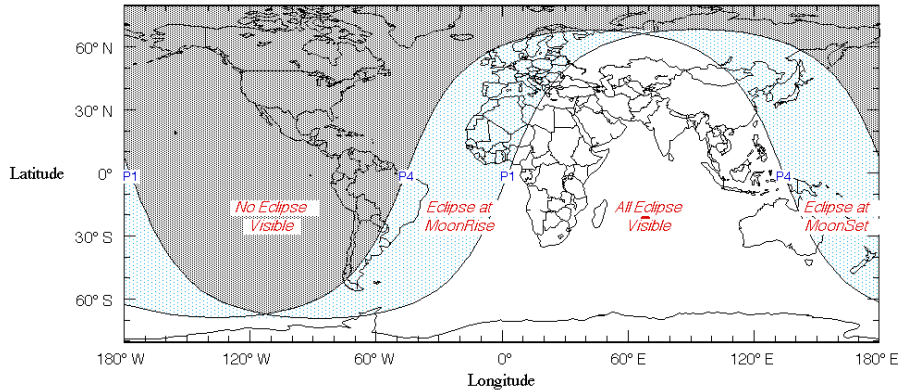 60° N
30° N
Latitude
0°
30° S
60° S
P1
P4
P1
P4
No Eclipse
Visible
Eclipse at
MoonRise
All Eclipse
Visible
Eclipse at
MoonSet
180° W
120° W
60° W
0°
60° E
120° E
180° E
Longitude